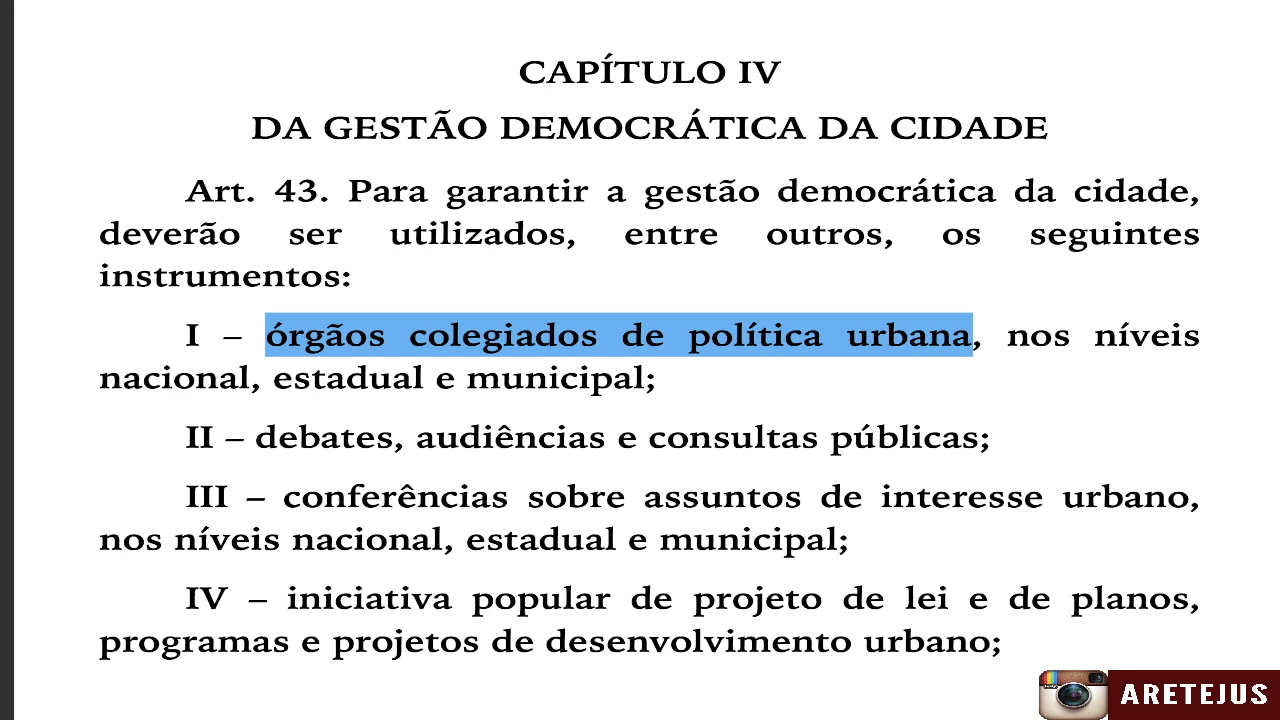 CAPÍTULO IV
DA GESTÃO DEMOCRÁTICA DA CIDADE
Art. 43. Para garantir a gestão democrática da cidade,
deverão ser utilizados, entre outros, os seguintes
instrumentos:
I – órgãos colegiados de política urbana, nos níveis
nacional, estadual e municipal;
II – debates, audiências e consultas públicas;
III – conferências sobre assuntos de interesse urbano,
nos níveis nacional, estadual e municipal;
IV – iniciativa popular de projeto de lei e de planos,
programas e projetos de desenvolvimento urbano;
ARETEJUS